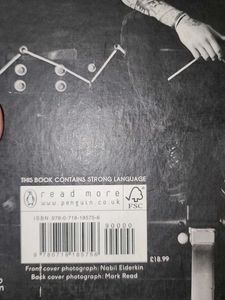 THIS BOOK CONTAINS STRONG LANGUAGE
read more
www.penguin.co.uk
FSC
ISBN 978-0-718-18575-6
90000
9 780718 185756
£18.99
Front cover photograph: Nabil Elderkin
Back cover photograph: Mark Read